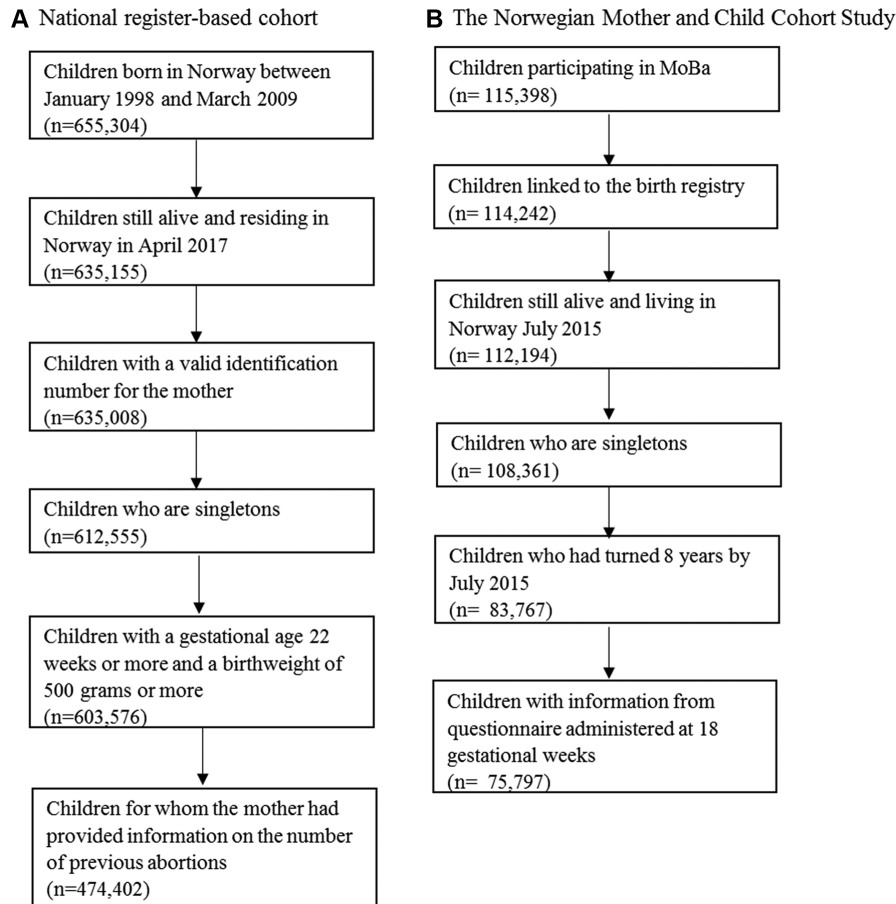 A National register-based cohort
Children born in Norway between
January 1998 and March 2009
(n=655,304)
Children still alive and residing in
Norway in April 2017
(n=635,155)
Children with a valid identification
number for the mother
(n=635,008)
Children who are singletons
(n=612,555)
Children with a gestational age 22
weeks or more and a birthweight of
500 grams or more
(n=603,576)
Children for whom the mother had
provided information on the number
of previous abortions
(n=474,402)
B The Norwegian Mother and Child Cohort Study
Children participating in MoBa
(n= 115,398)
Children linked to the birth registry
(n= 114,242)
Children still alive and living in
Norway July 2015
(n= 112,194)
Children who are singletons
(n= 108,361)
Children who had turned 8 years by
July 2015
(n= 83,767)
Children with information from
questionnaire administered at 18
gestational weeks
(n= 75,797)